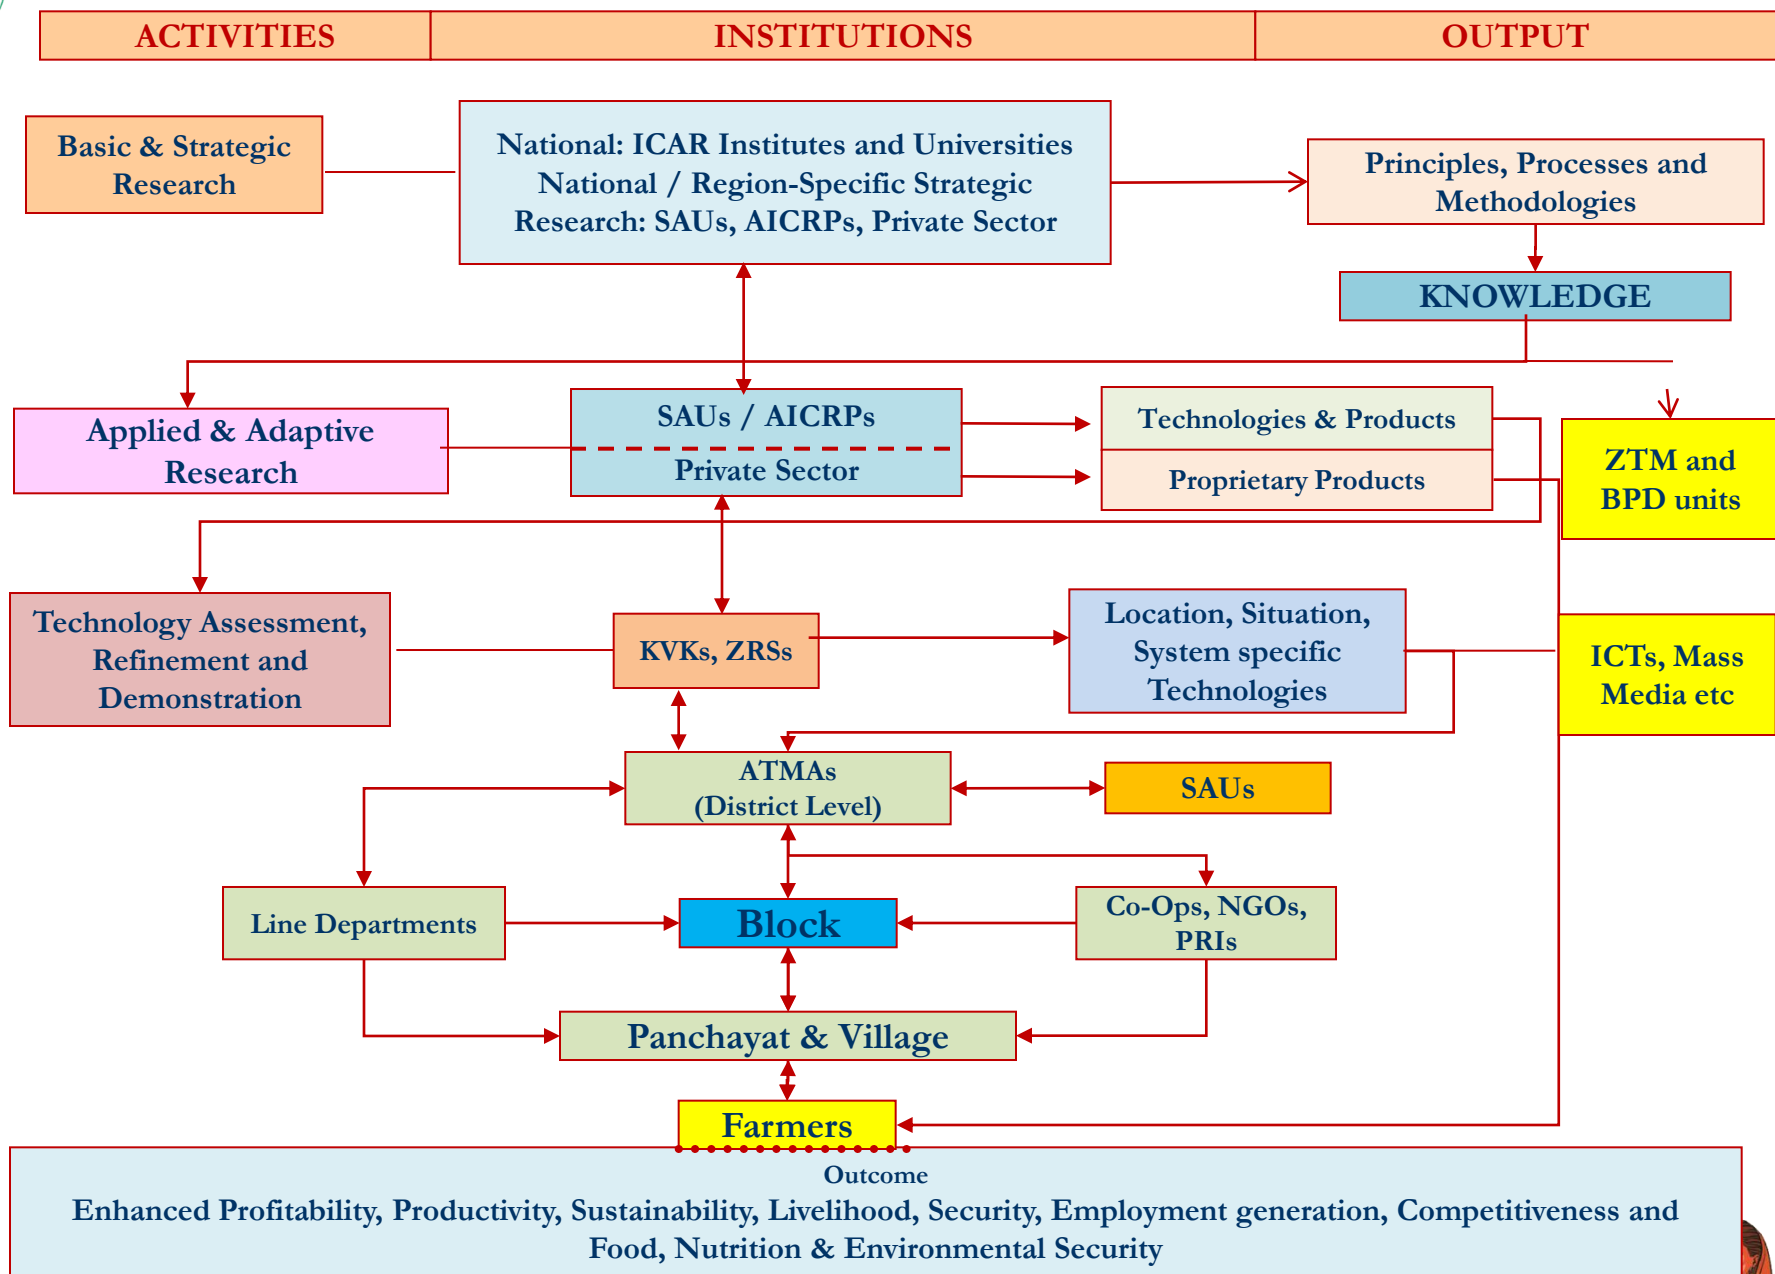 ACTIVITIES
INSTITUTIONS
OUTPUT
Basic & Strategic
Research
National: ICAR Institutes and Universities
National / Region-Specific Strategic
Research: SAUs, AICRPs, Private Sector
Principles, Processes and
Methodologies
KNOWLEDGE
Applied & Adaptive
Research
SAUs / AICRPs
Private Sector
Technologies & Products
Proprietary Products
ZTM and
BPD units
Technology Assessment,
Refinement and
Demonstration
KVKs, ZRSs
Location, Situation,
System specific
Technologies
ICTs, Mass
Media etc
ATMAs
(District Level)
SAUs
Line Departments
Block
Co-Ops, NGOs,
PRIs
Panchayat & Village
Farmers
Outcome
Enhanced Profitability, Productivity, Sustainability, Livelihood, Security, Employment generation, Competitiveness and
Food, Nutrition & Environmental Security